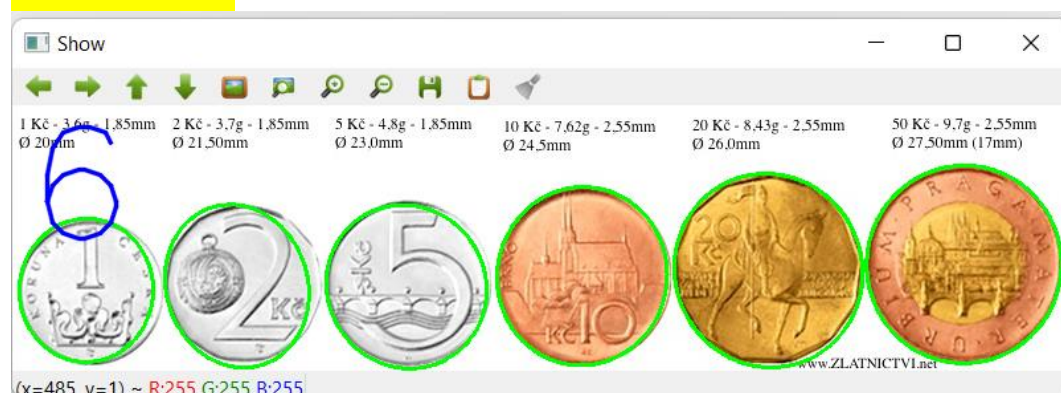 Show
1 Kč - 3,6g - 1,85mm
Ø 20mm
2 Kč - 3,7g - 1,85mm
Ø 21,50mm
5 Kč - 4,8g - 1,85mm
Ø 23,0mm
10 Kč - 7,62g - 2,55mm
Ø 24,5mm
20 Kč - 8,43g - 2,55mm
Ø 26,0mm
50 Kč - 9,7g - 2,55mm
Ø 27,50mm (17mm)
6
KORUNA ČESKÁ
1
2
Kč
5
Kč
BRNO
Kč 10
20
Kč
PRAGA MATER URBIUM
www.ZLATNICTVI.net
(x=485, y=1) ~ R:255 G:255 B:255